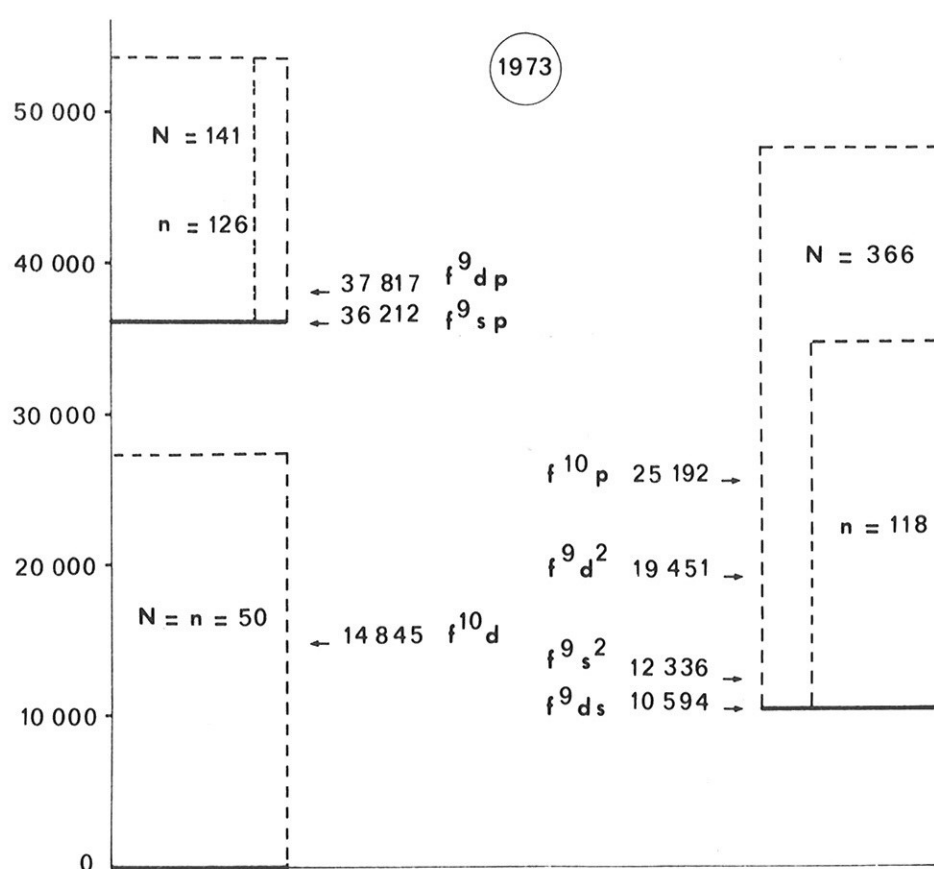 1973
50 000
N = 141
n = 126
40 000
← 37 817 f⁹dp
← 36 212 f⁹sp
N = 366
30 000
f¹⁰p 25 192 →
n = 118
20 000
f⁹d² 19 451 →
N = n = 50
← 14 845 f¹⁰d
f⁹s² 12 336 →
f⁹ds 10 594 →
10 000
0